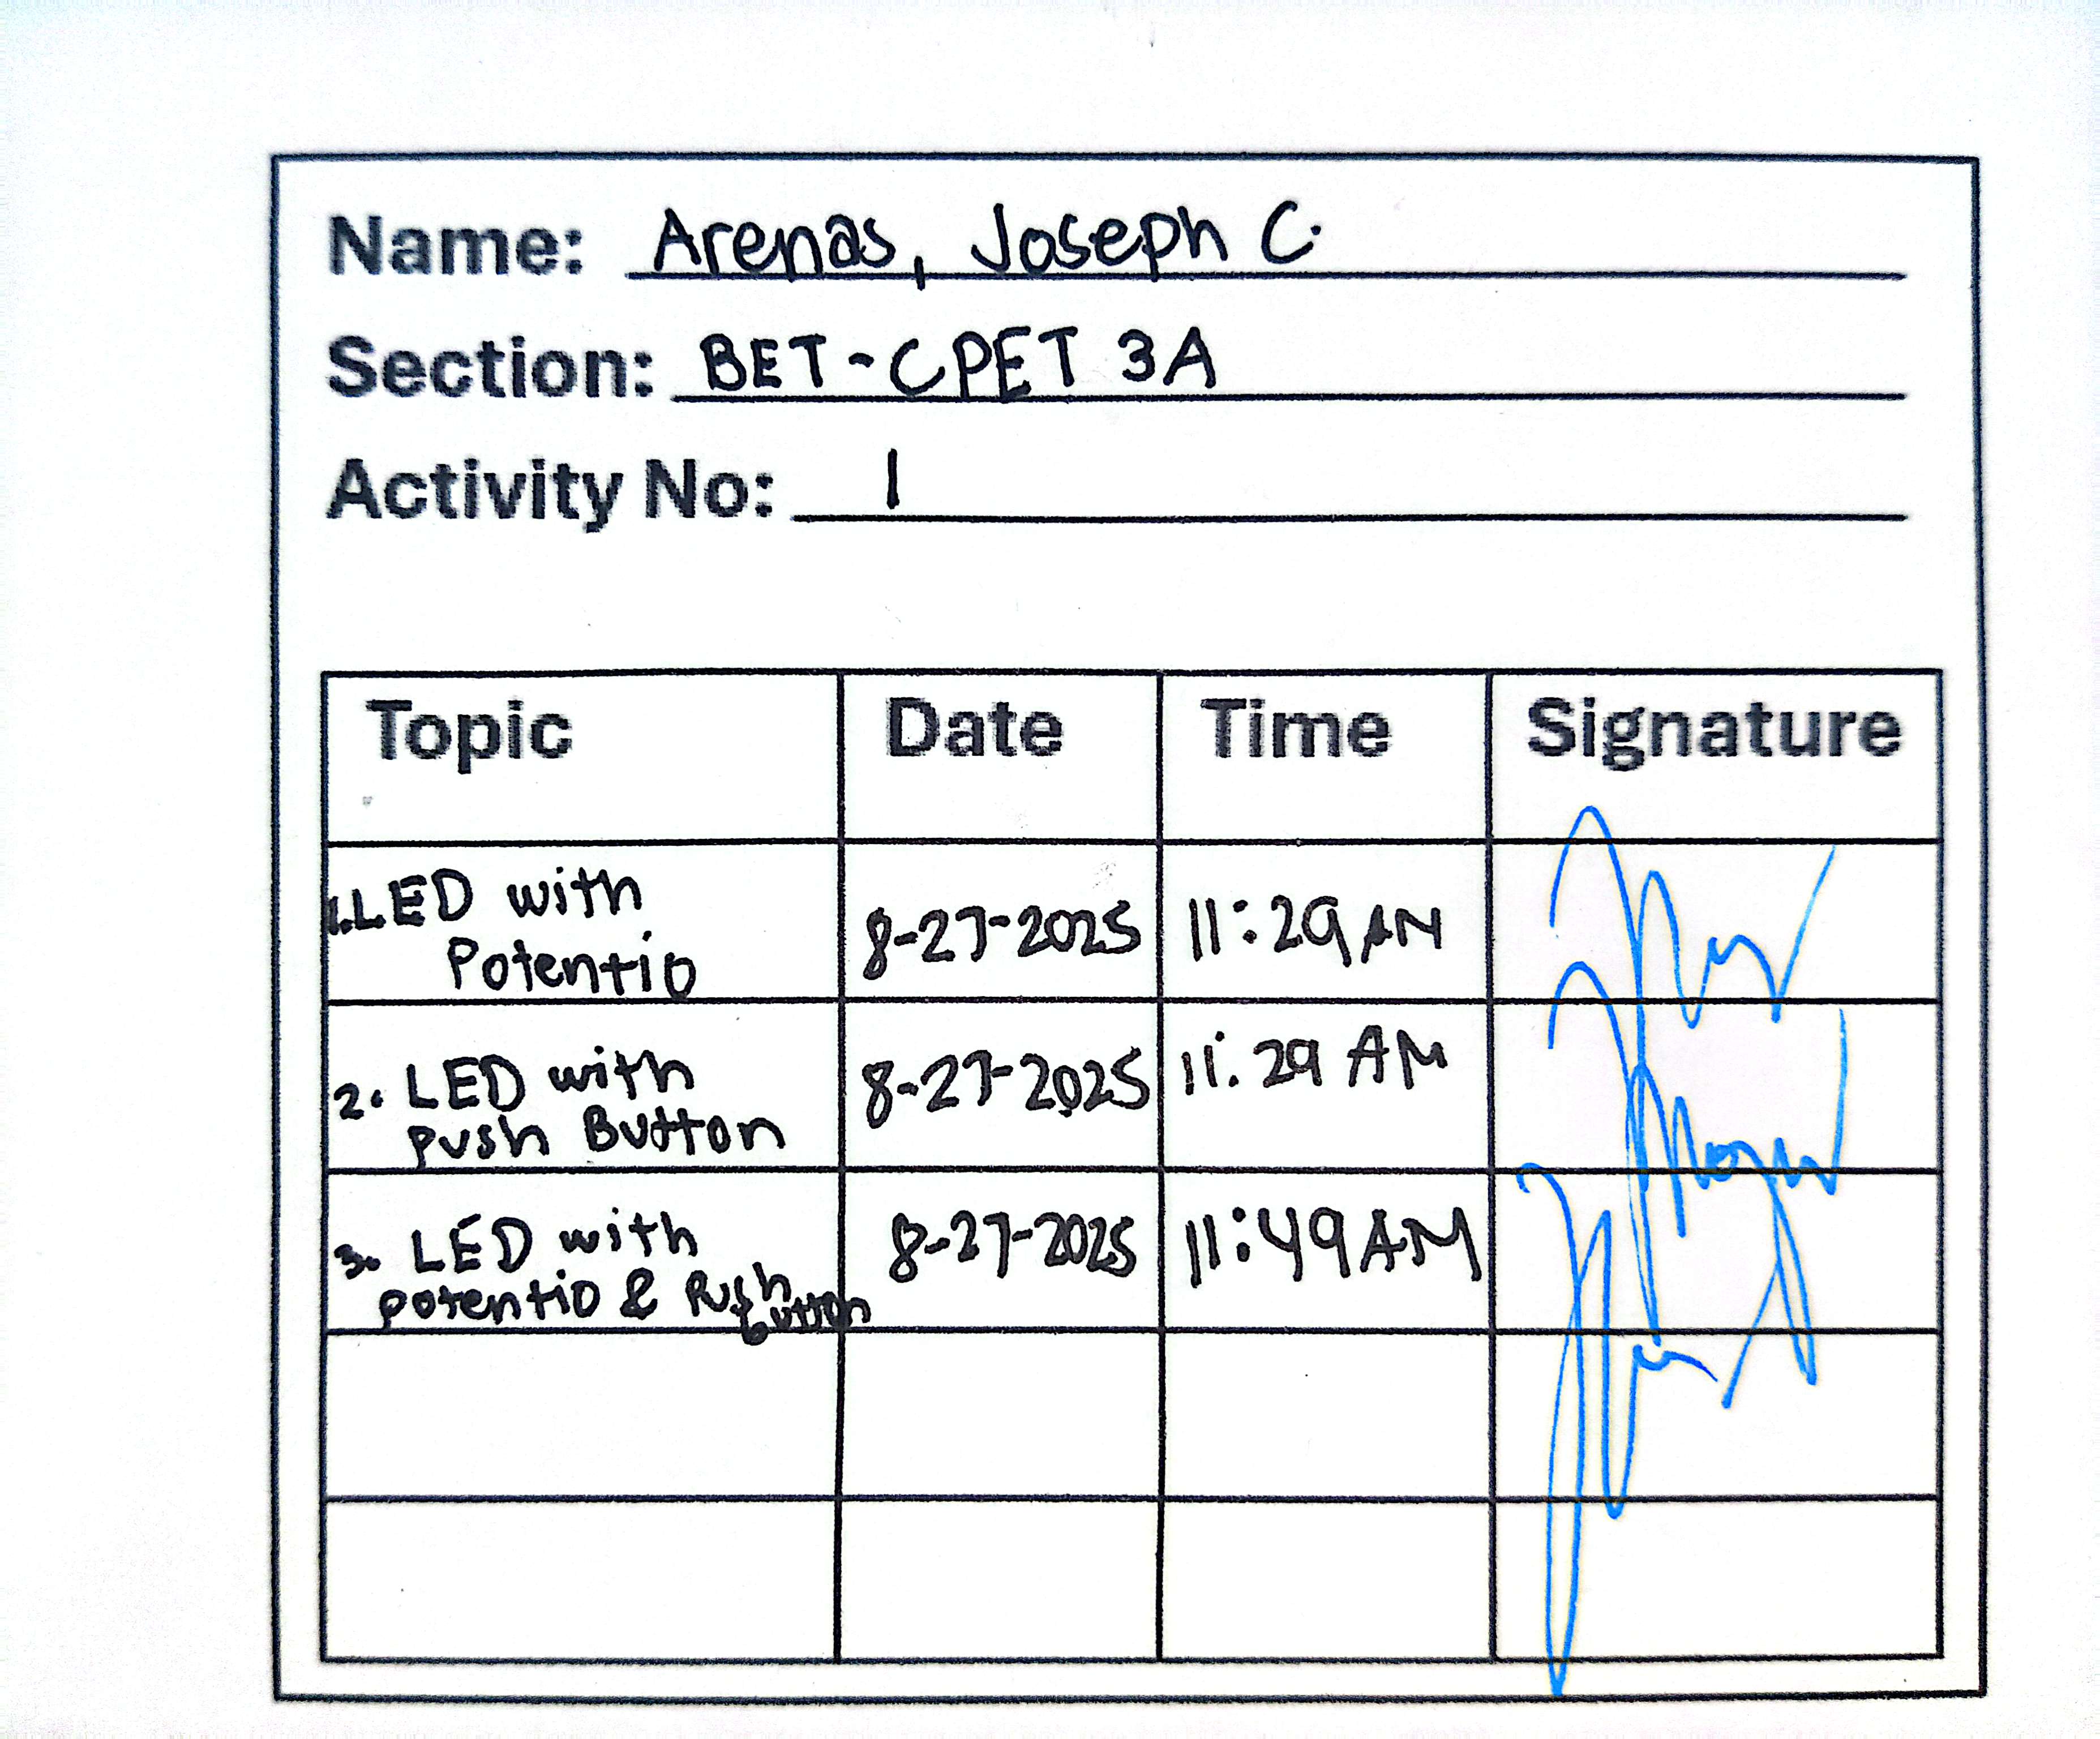 Name: Arenas, Joseph C.
Section: BET-CPET 3A
Activity No: 1
Topic Date Time Signature
1. LED with
Potentio 8-27-2025 11:29 AM
2. LED with
push Button 8-27-2025 11:29 AM
3. LED with
potentio & Push
button 8-27-2025 11:49 AM